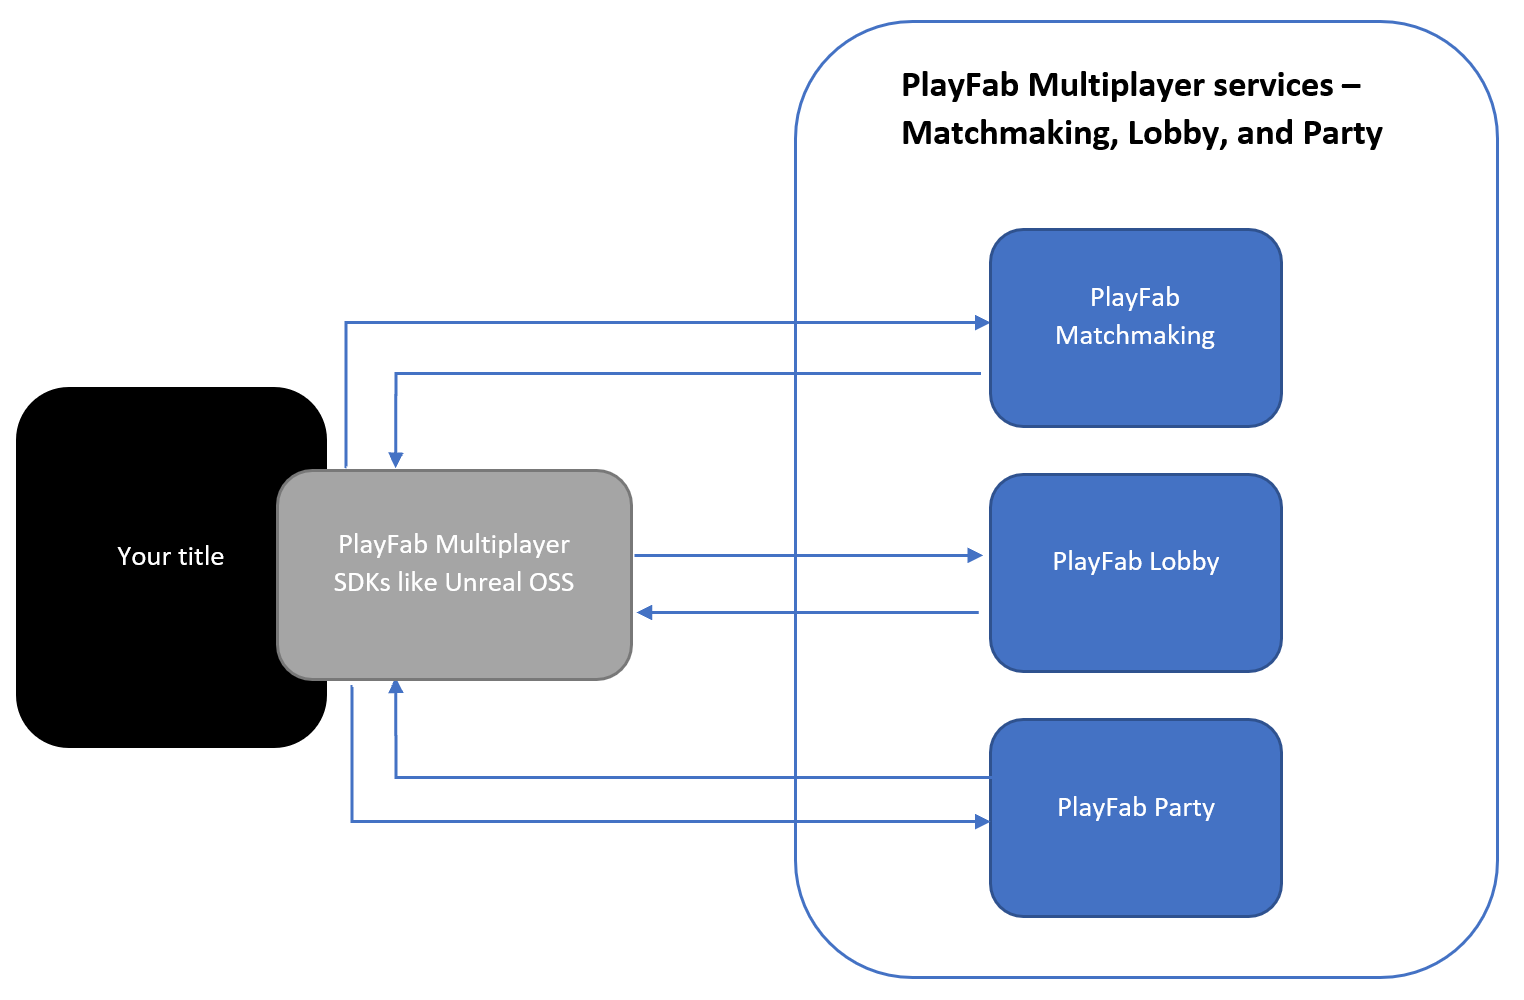 PlayFab Multiplayer services –
Matchmaking, Lobby, and Party
PlayFab
Matchmaking
Your title
PlayFab Multiplayer
SDKs like Unreal OSS
PlayFab Lobby
PlayFab Party